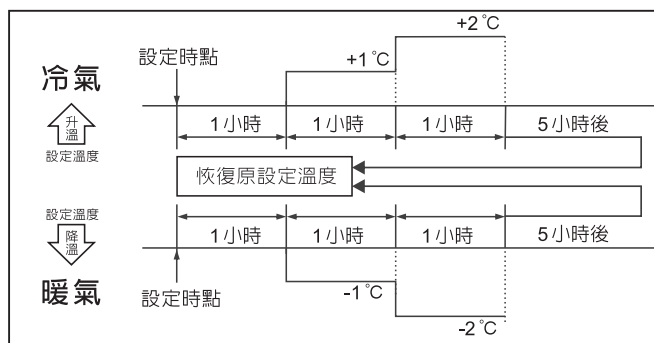 +2℃
+1℃
設定時點
冷氣
升溫
設定溫度
1小時 1小時 1小時 5小時後
恢復原設定溫度
設定溫度
降溫
1小時 1小時 1小時 5小時後
暖氣
設定時點
-1℃
-2℃